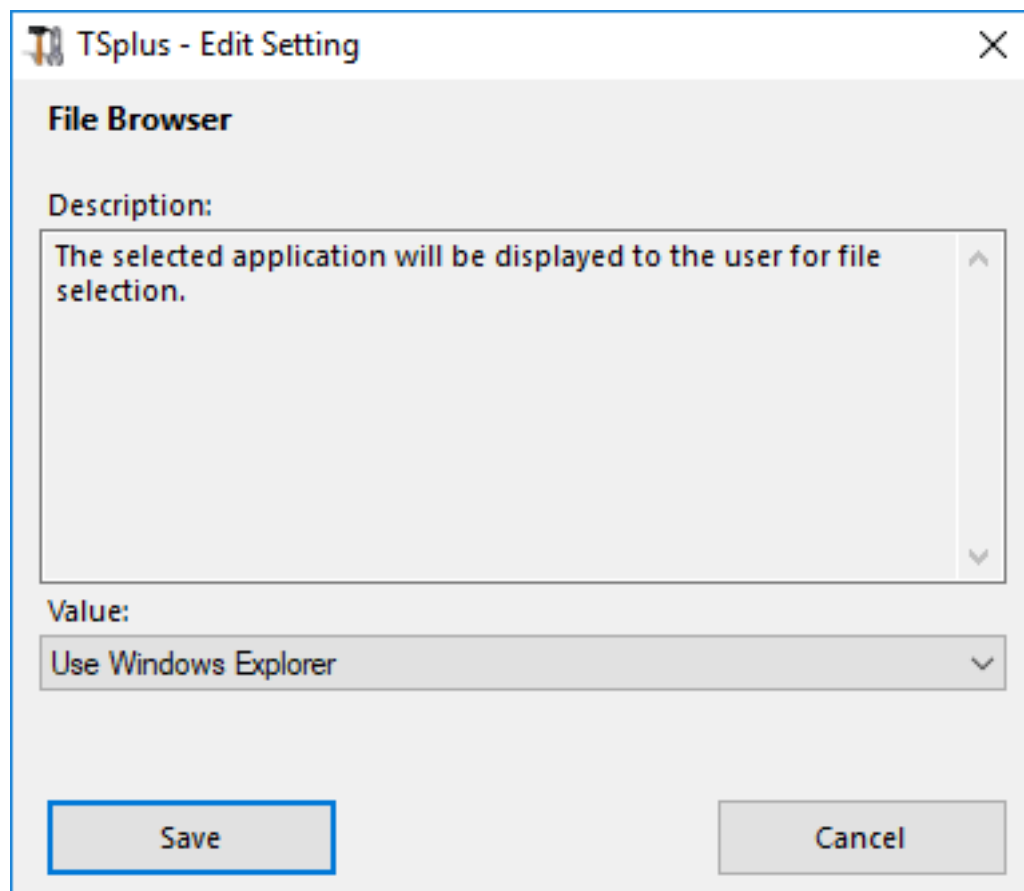 TSplus - Edit Setting
File Browser
Description:
The selected application will be displayed to the user for file
selection.
Value:
Use Windows Explorer
Save
Cancel